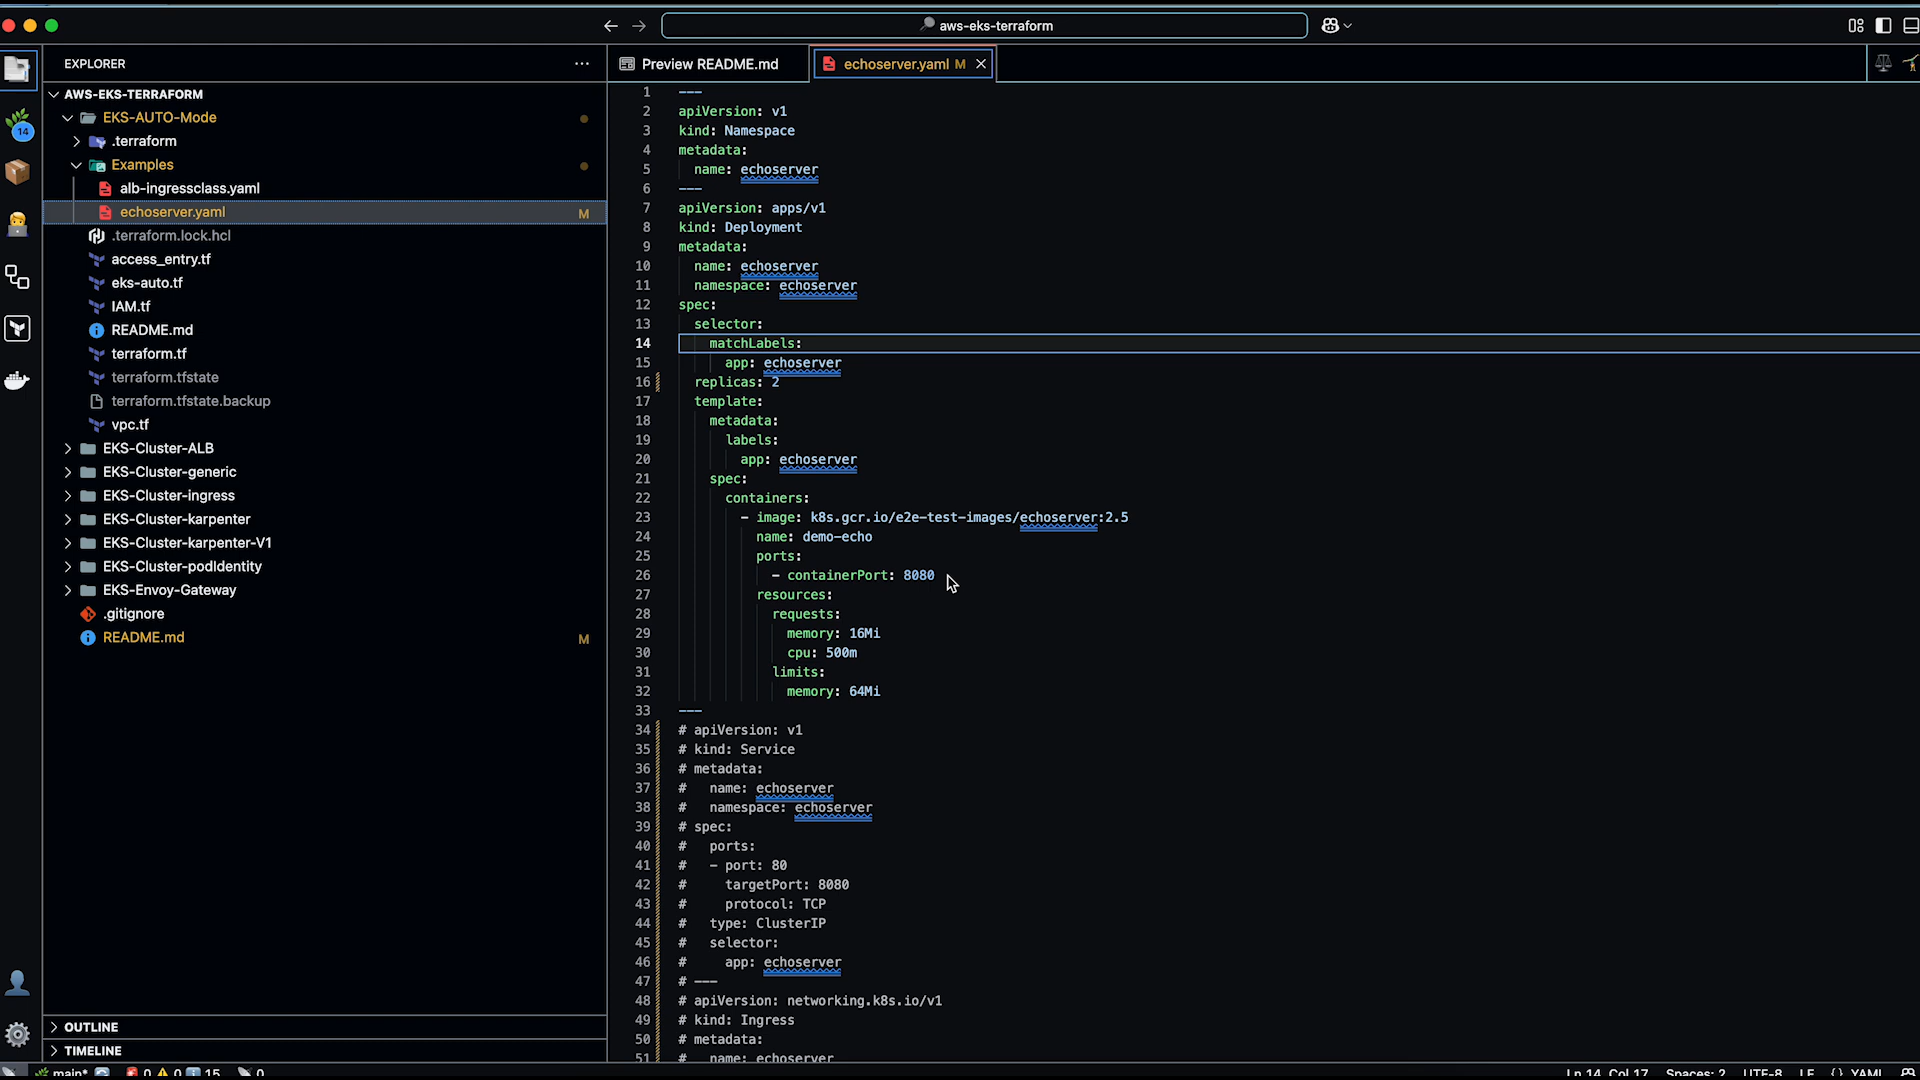 aws-eks-terraform
EXPLORER
Preview README.md
echoserver.yaml M
AWS-EKS-TERRAFORM
EKS-AUTO-Mode
.terraform
Examples
alb-ingressclass.yaml
echoserver.yaml M
.terraform.lock.hcl
access_entry.tf
eks-auto.tf
IAM.tf
README.md
terraform.tf
terraform.tfstate
terraform.tfstate.backup
vpc.tf
EKS-Cluster-ALB
EKS-Cluster-generic
EKS-Cluster-ingress
EKS-Cluster-karpenter
EKS-Cluster-karpenter-V1
EKS-Cluster-podIdentity
EKS-Envoy-Gateway
.gitignore
README.md M
14
OUTLINE
TIMELINE
1 ---
2 apiVersion: v1
3 kind: Namespace
4 metadata:
5 name: echoserver
6 ---
7 apiVersion: apps/v1
8 kind: Deployment
9 metadata:
10 name: echoserver
11 namespace: echoserver
12 spec:
13 selector:
14 matchLabels:
15 app: echoserver
16 replicas: 2
17 template:
18 metadata:
19 labels:
20 app: echoserver
21 spec:
22 containers:
23 - image: k8s.gcr.io/e2e-test-images/echoserver:2.5
24 name: demo-echo
25 ports:
26 - containerPort: 8080
27 resources:
28 requests:
29 memory: 16Mi
30 cpu: 500m
31 limits:
32 memory: 64Mi
33 ---
34 # apiVersion: v1
35 # kind: Service
36 # metadata:
37 # name: echoserver
38 # namespace: echoserver
39 # spec:
40 # ports:
41 # - port: 80
42 # targetPort: 8080
43 # protocol: TCP
44 # type: ClusterIP
45 # selector:
46 # app: echoserver
47 # ---
48 # apiVersion: networking.k8s.io/v1
49 # kind: Ingress
50 # metadata:
51 # name: echoserver
main* 0 0 15 0
Ln 14, Col 17 Spaces: 2 UTF-8 LF {} YAML